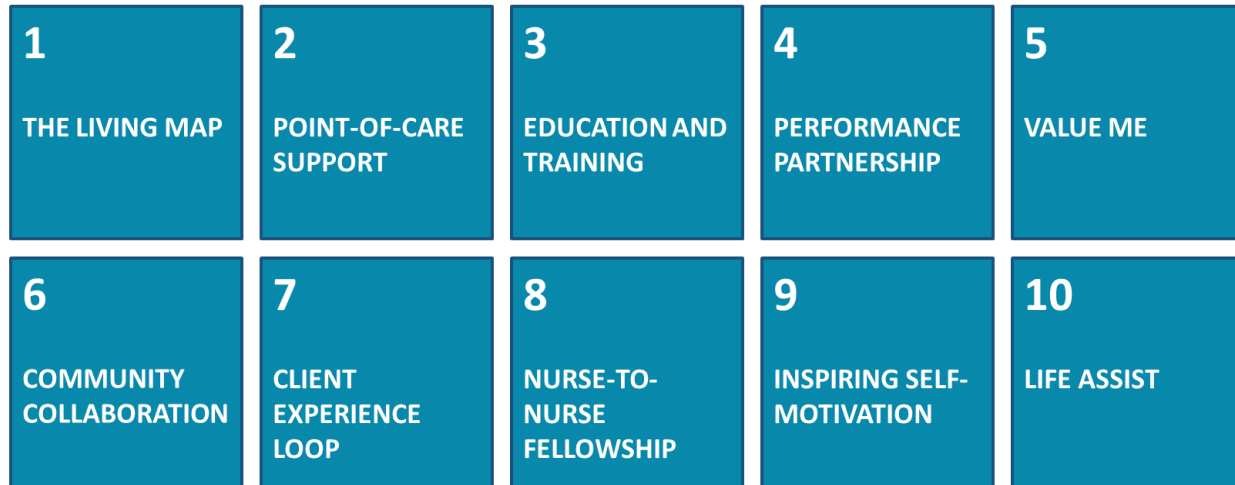 1
THE LIVING MAP
2
POINT-OF-CARE
SUPPORT
3
EDUCATION AND
TRAINING
4
PERFORMANCE
PARTNERSHIP
5
VALUE ME
6
COMMUNITY
COLLABORATION
7
CLIENT
EXPERIENCE
LOOP
8
NURSE-TO-
NURSE
FELLOWSHIP
9
INSPIRING SELF-
MOTIVATION
10
LIFE ASSIST